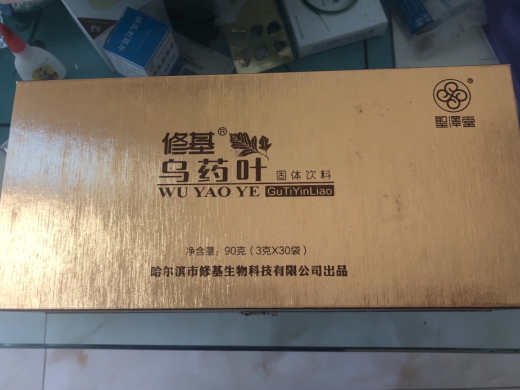 聖澤堂
修基®
乌药叶 固体饮料
WU YAO YE GuTiYinLiao
净含量：90克（3克X30袋）
哈尔滨市修基生物科技有限公司出品